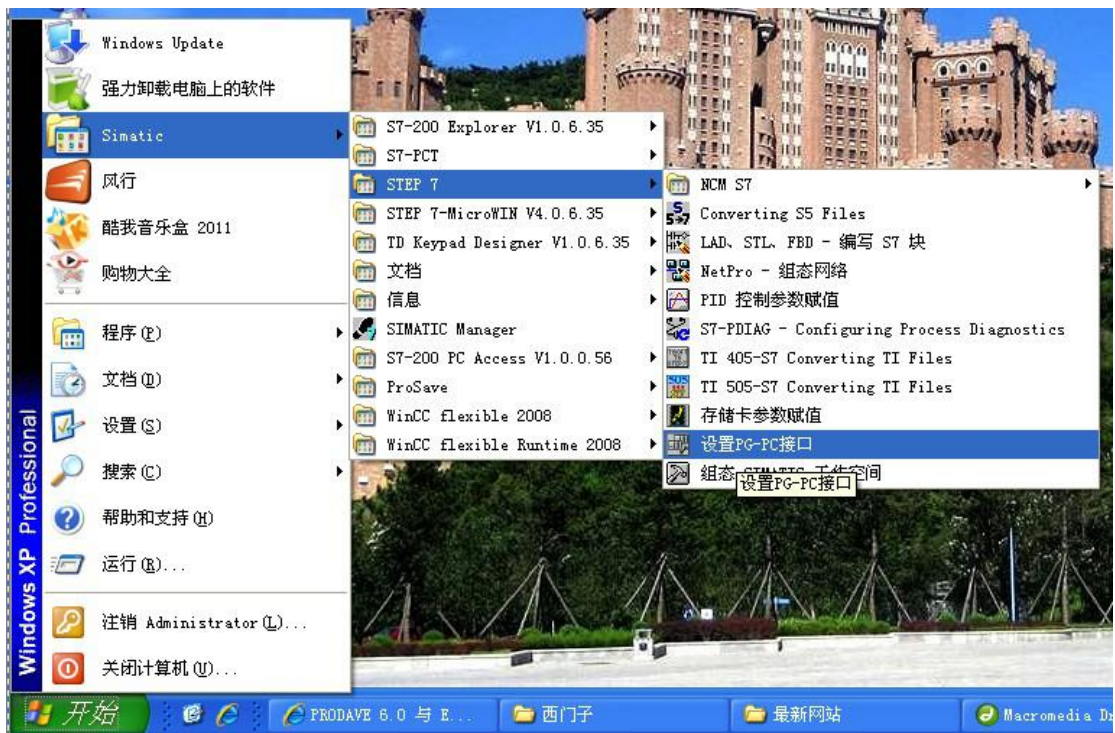 Windows Update
强力卸载电脑上的软件
Simatic
风行
酷我音乐盒 2011
购物大全
程序(P)
文档(D)
设置(S)
搜索(C)
帮助和支持(H)
运行(R)...
注销 Administrator(L)...
关闭计算机(U)...
Windows XP Professional
S7-200 Explorer V1.0.6.35
S7-PCT
STEP 7
STEP 7-MicroWIN V4.0.6.35
TD Keypad Designer V1.0.6.35
文档
信息
SIMATIC Manager
S7-200 PC Access V1.0.0.56
ProSave
WinCC flexible 2008
WinCC flexible Runtime 2008
NCM S7
Converting S5 Files
LAD、STL、FBD - 编写 S7 块
NetPro - 组态网络
PID 控制参数赋值
S7-PDIAG - Configuring Process Diagnostics
TI 405-S7 Converting TI Files
TI 505-S7 Converting TI Files
存储卡参数赋值
设置PG-PC接口
组态 SIMATIC 工作空间
设置PG-PC接口
开始
PRODAVE 6.0 与 E...
西门子
最新网站
Macromedia Dr